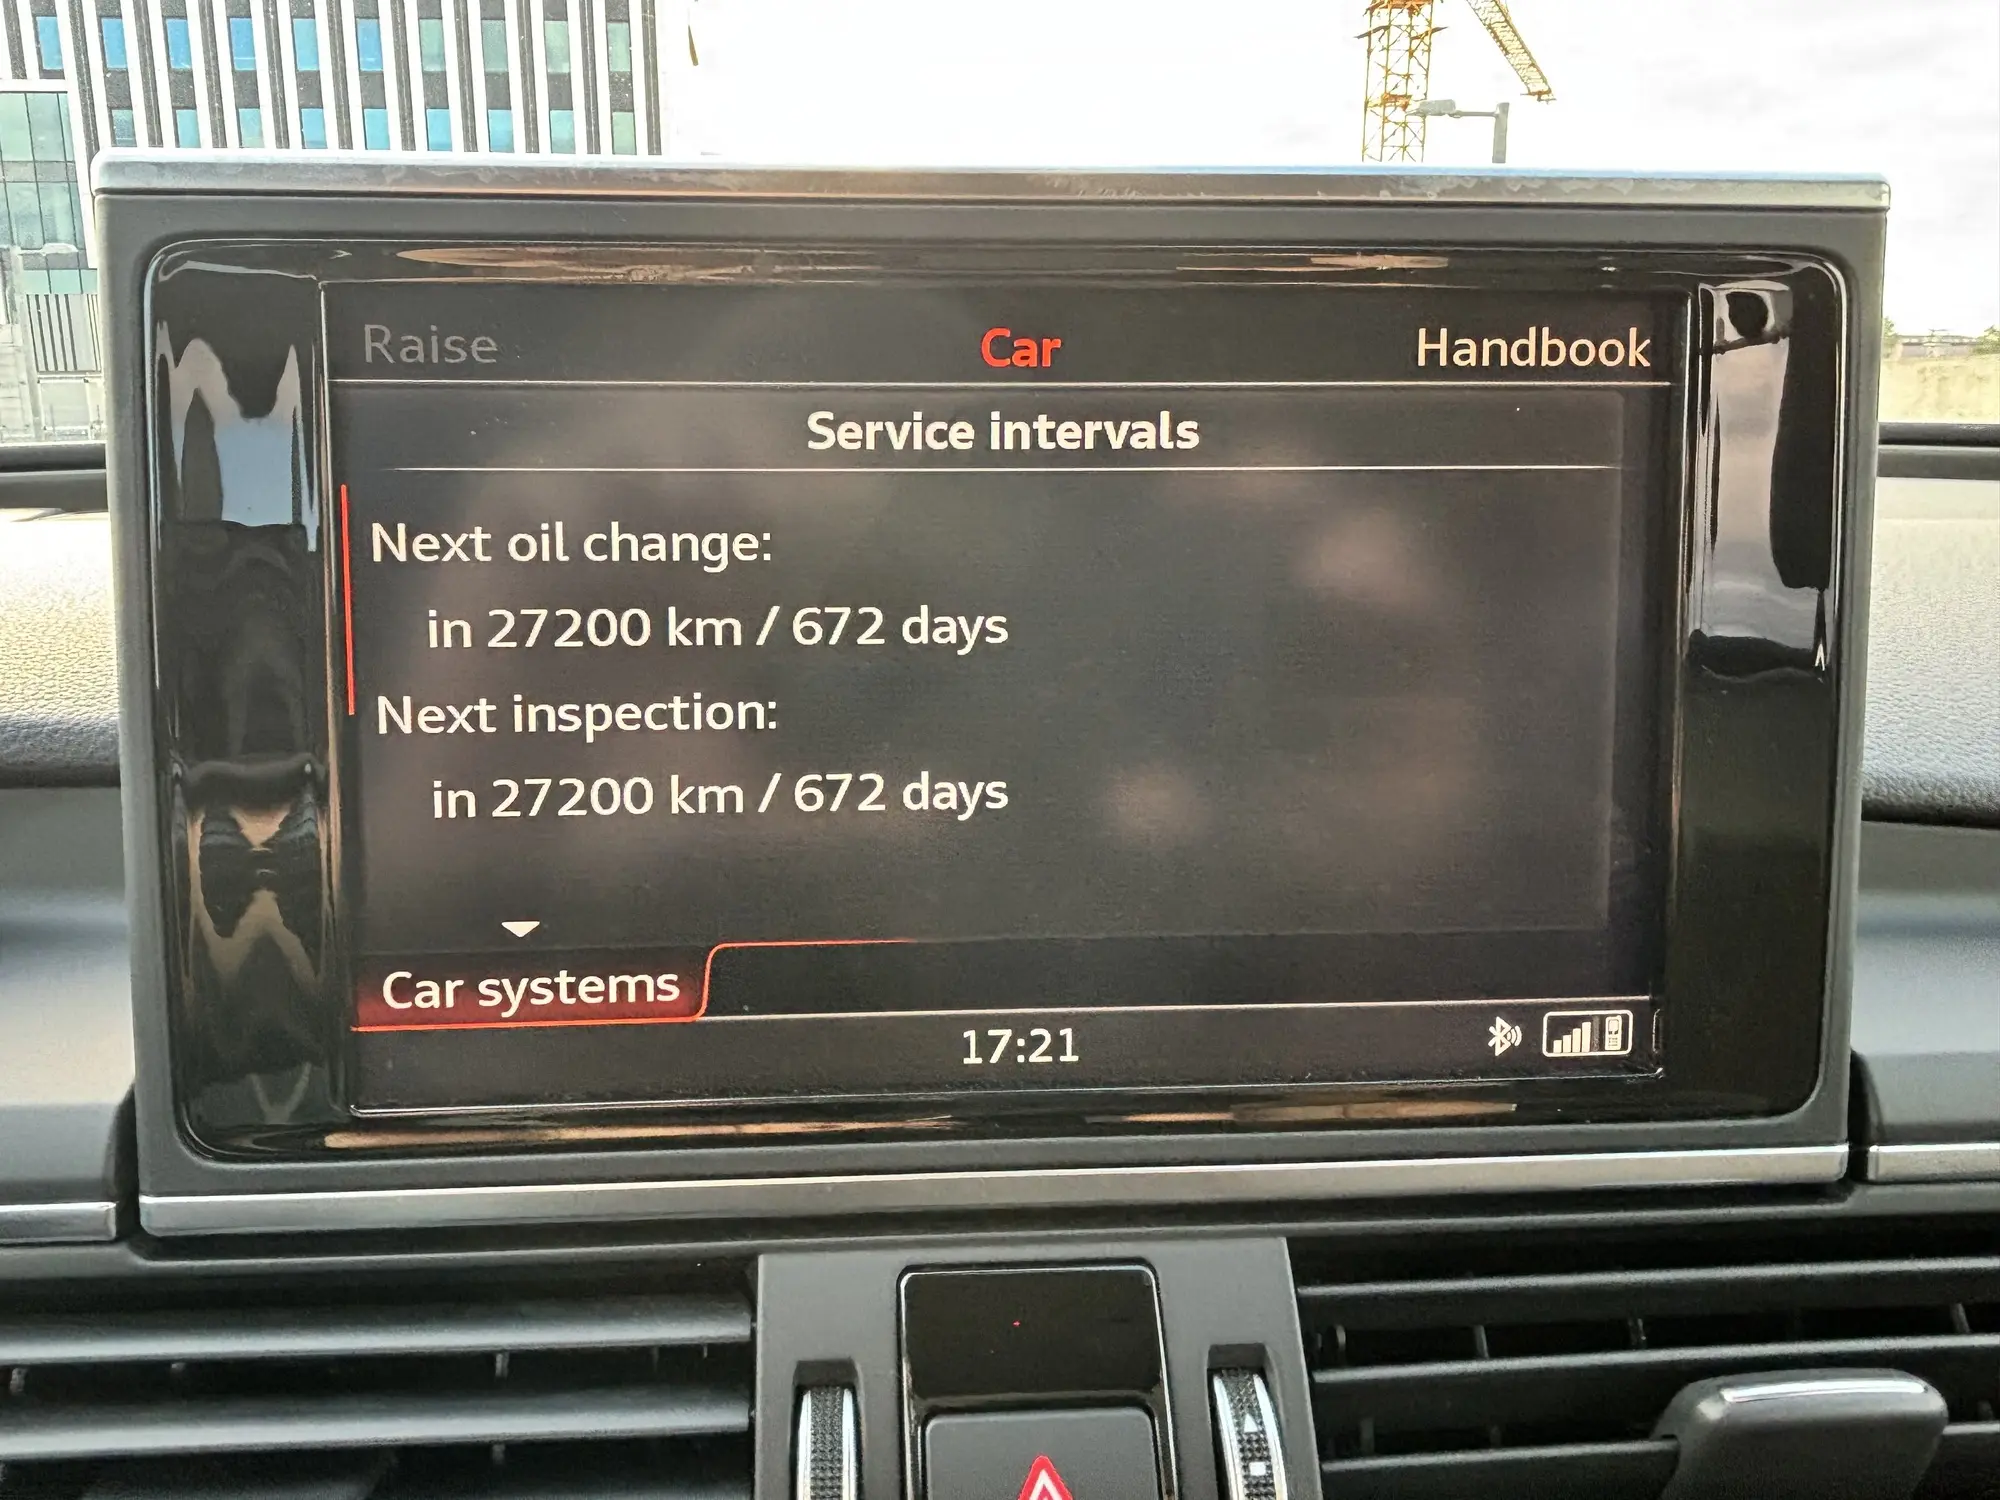 Raise Car Handbook
Service intervals
Next oil change:
in 27200 km / 672 days
Next inspection:
in 27200 km / 672 days
Car systems
17:21